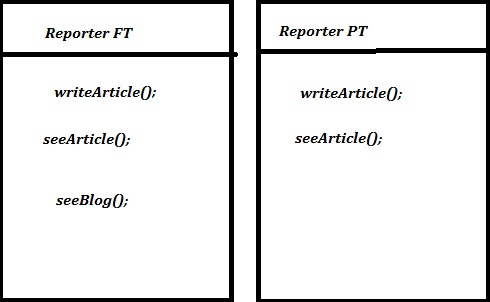 Reporter FT
writeArticle();
seeArticle();
seeBlog();
Reporter PT
writeArticle();
seeArticle();